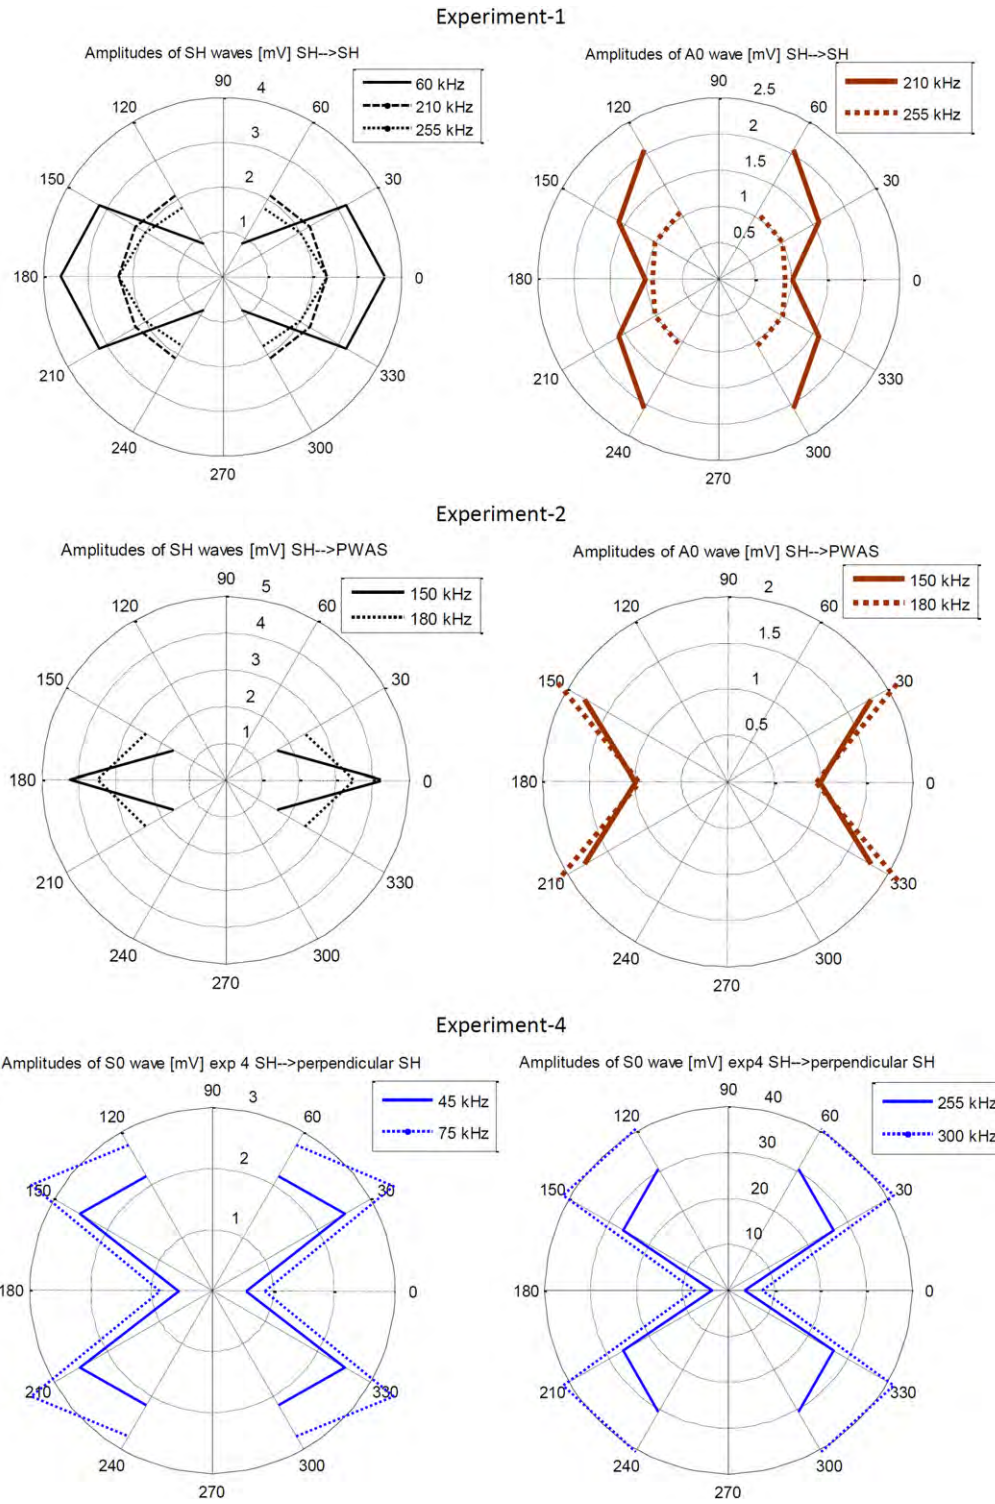 Experiment-1
Amplitudes of SH waves [mV] SH-->SH
90 4
120 60
3
150 30
2
1
180 0
210 330
240 300
270
60 kHz
210 kHz
255 kHz
Amplitudes of A0 wave [mV] SH-->SH
90 2.5
120 60
2
1.5
150 30
1
0.5
180 0
210 330
240 300
270
210 kHz
255 kHz
Experiment-2
Amplitudes of SH waves [mV] SH-->PWAS
90 5
120 60
4
150 3 30
2
1
180 0
210 330
240 300
270
150 kHz
180 kHz
Amplitudes of A0 wave [mV] SH-->PWAS
90 2
120 60
1.5
150 1 30
0.5
180 0
210 330
240 300
270
150 kHz
180 kHz
Experiment-4
Amplitudes of S0 wave [mV] exp 4 SH-->perpendicular SH
90 3
120 60
2
150 30
1
180 0
210 330
240 300
270
45 kHz
75 kHz
Amplitudes of S0 wave [mV] exp4 SH-->perpendicular SH
90 40
120 60
30
150 20 30
10
180 0
210 330
240 300
270
255 kHz
300 kHz